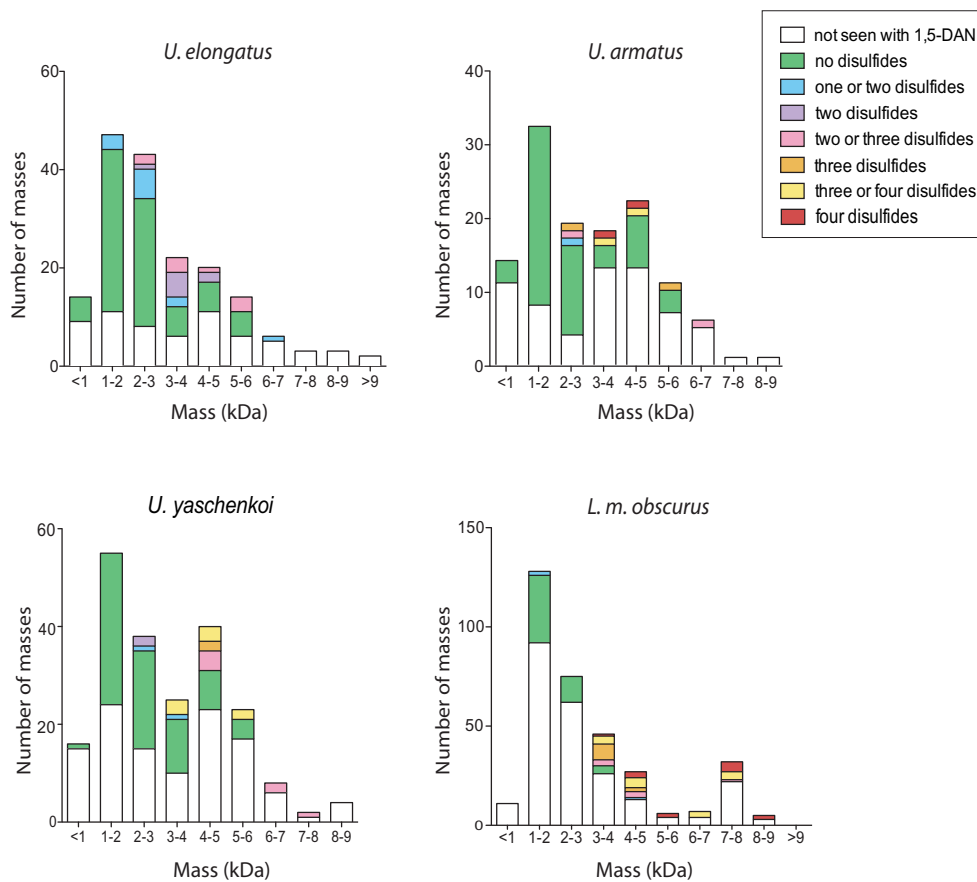 U. elongatus
60
40
20
0
Number of masses
<1 1-2 2-3 3-4 4-5 5-6 6-7 7-8 8-9 >9
Mass (kDa)
U. armatus
40
30
20
10
0
Number of masses
<1 1-2 2-3 3-4 4-5 5-6 6-7 7-8 8-9
Mass (kDa)
not seen with 1,5-DAN
no disulfides
one or two disulfides
two disulfides
two or three disulfides
three disulfides
three or four disulfides
four disulfides
U. yaschenkoi
60
40
20
0
Number of masses
<1 1-2 2-3 3-4 4-5 5-6 6-7 7-8 8-9
Mass (kDa)
L. m. obscurus
150
100
50
0
Number of masses
<1 1-2 2-3 3-4 4-5 5-6 6-7 7-8 8-9 >9
Mass (kDa)